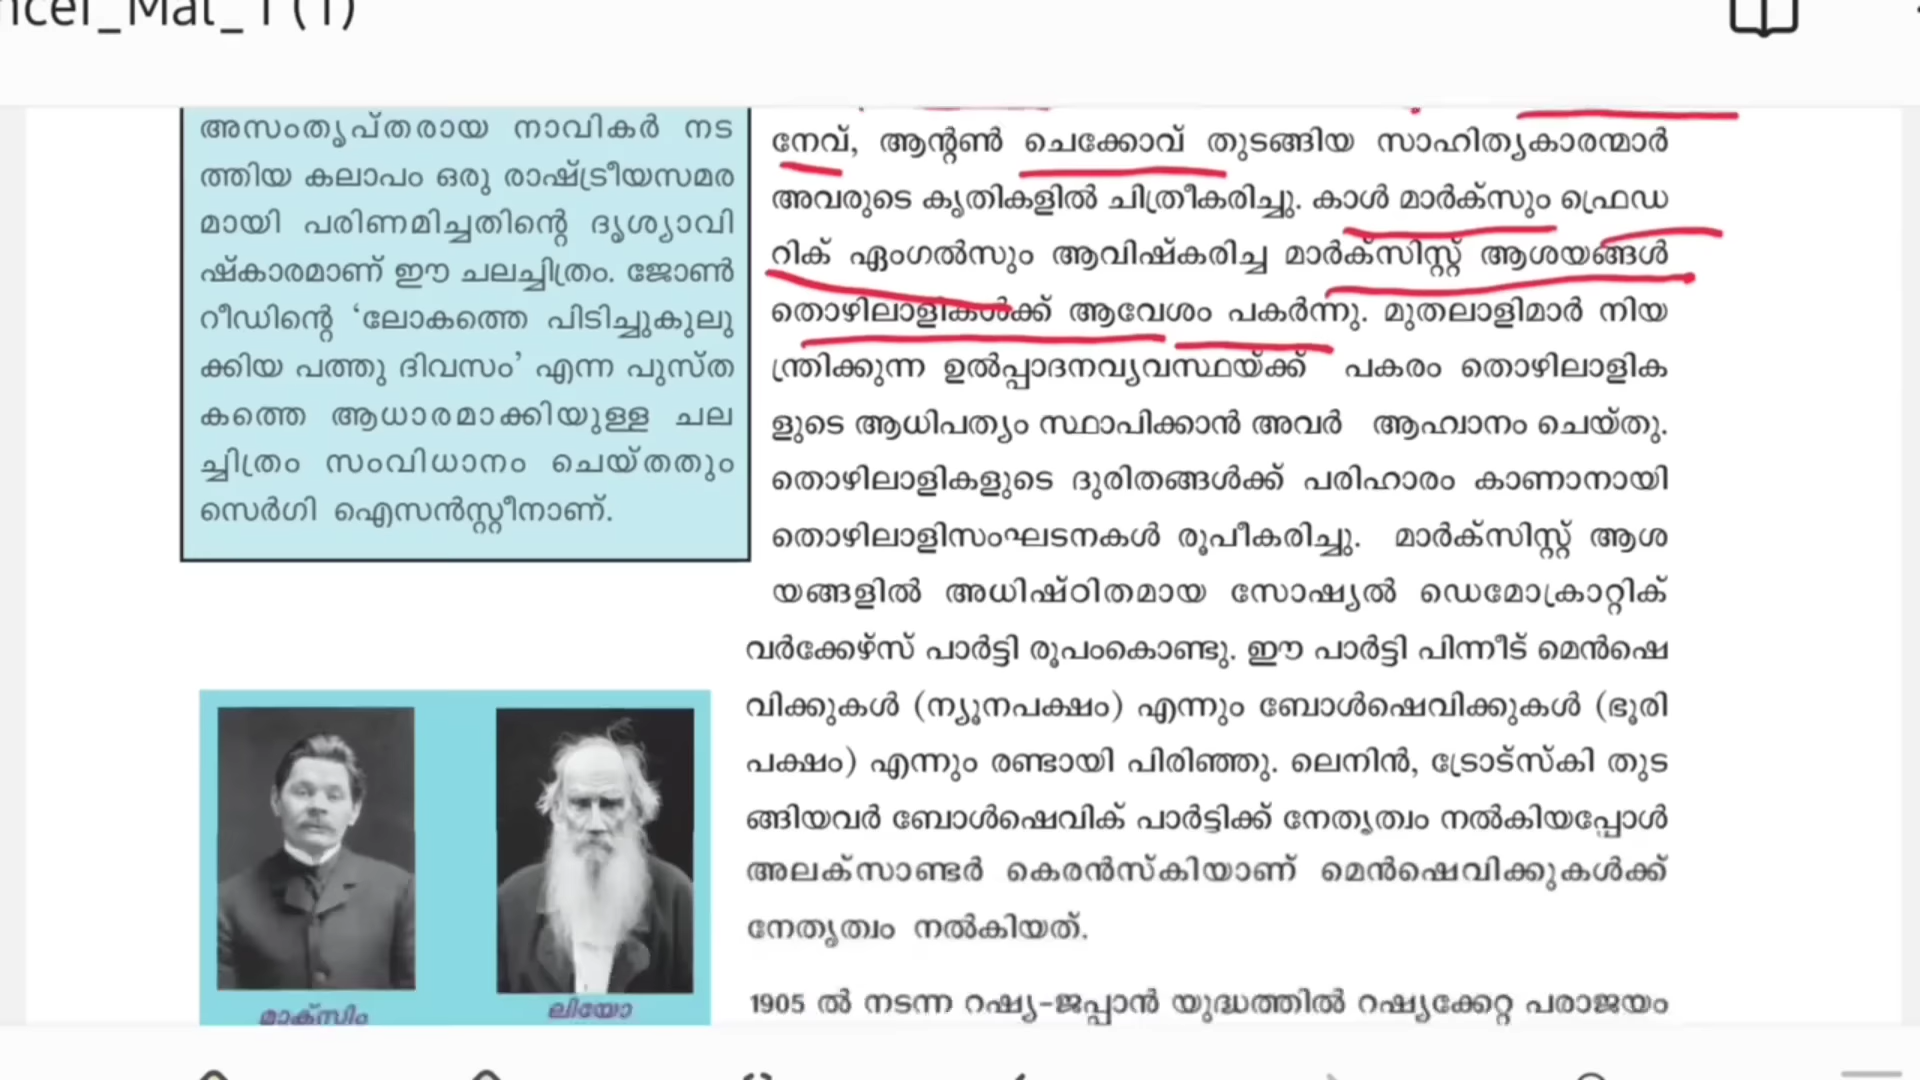 അസംതൃപ്തരായ നാവികർ നട
ത്തിയ കലാപം ഒരു രാഷ്ട്രീയസമര
മായി പരിണമിച്ചതിന്റെ ദൃശ്യാവി
ഷ്കാരമാണ് ഈ ചലച്ചിത്രം. ജോൺ
റീഡിന്റെ ‘ലോകത്തെ പിടിച്ചുകുലു
ക്കിയ പത്തു ദിവസം’ എന്ന പുസ്ത
കത്തെ ആധാരമാക്കിയുള്ള ചല
ച്ചിത്രം സംവിധാനം ചെയ്തതും
സെർഗി ഐസൻസ്റ്റീനാണ്.
മാക്സിം
ലിയോ
നേവ്, ആന്റൺ ചെക്കോവ് തുടങ്ങിയ സാഹിത്യകാരന്മാർ
അവരുടെ കൃതികളിൽ ചിത്രീകരിച്ചു. കാൾ മാർക്സും ഫ്രെഡ
റിക് ഏംഗൽസും ആവിഷ്കരിച്ച മാർക്സിസ്റ്റ് ആശയങ്ങൾ
തൊഴിലാളികൾക്ക് ആവേശം പകർന്നു. മുതലാളിമാർ നിയ
ന്ത്രിക്കുന്ന ഉൽപ്പാദനവ്യവസ്ഥയ്ക്ക് പകരം തൊഴിലാളിക
ളുടെ ആധിപത്യം സ്ഥാപിക്കാൻ അവർ ആഹ്വാനം ചെയ്തു.
തൊഴിലാളികളുടെ ദുരിതങ്ങൾക്ക് പരിഹാരം കാണാനായി
തൊഴിലാളിസംഘടനകൾ രൂപീകരിച്ചു. മാർക്സിസ്റ്റ് ആശ
യങ്ങളിൽ അധിഷ്ഠിതമായ സോഷ്യൽ ഡെമോക്രാറ്റിക്
വർക്കേഴ്സ് പാർട്ടി രൂപംകൊണ്ടു. ഈ പാർട്ടി പിന്നീട് മെൻഷെ
വിക്കുകൾ (ന്യൂനപക്ഷം) എന്നും ബോൾഷെവിക്കുകൾ (ഭൂരി
പക്ഷം) എന്നും രണ്ടായി പിരിഞ്ഞു. ലെനിൻ, ട്രോട്സ്കി തുട
ങ്ങിയവർ ബോൾഷെവിക് പാർട്ടിക്ക് നേതൃത്വം നൽകിയപ്പോൾ
അലക്സാണ്ടർ കെരൻസ്കിയാണ് മെൻഷെവിക്കുകൾക്ക്
നേതൃത്വം നൽകിയത്.
1905 ൽ നടന്ന റഷ്യ-ജപ്പാൻ യുദ്ധത്തിൽ റഷ്യക്കേറ്റ പരാജയം